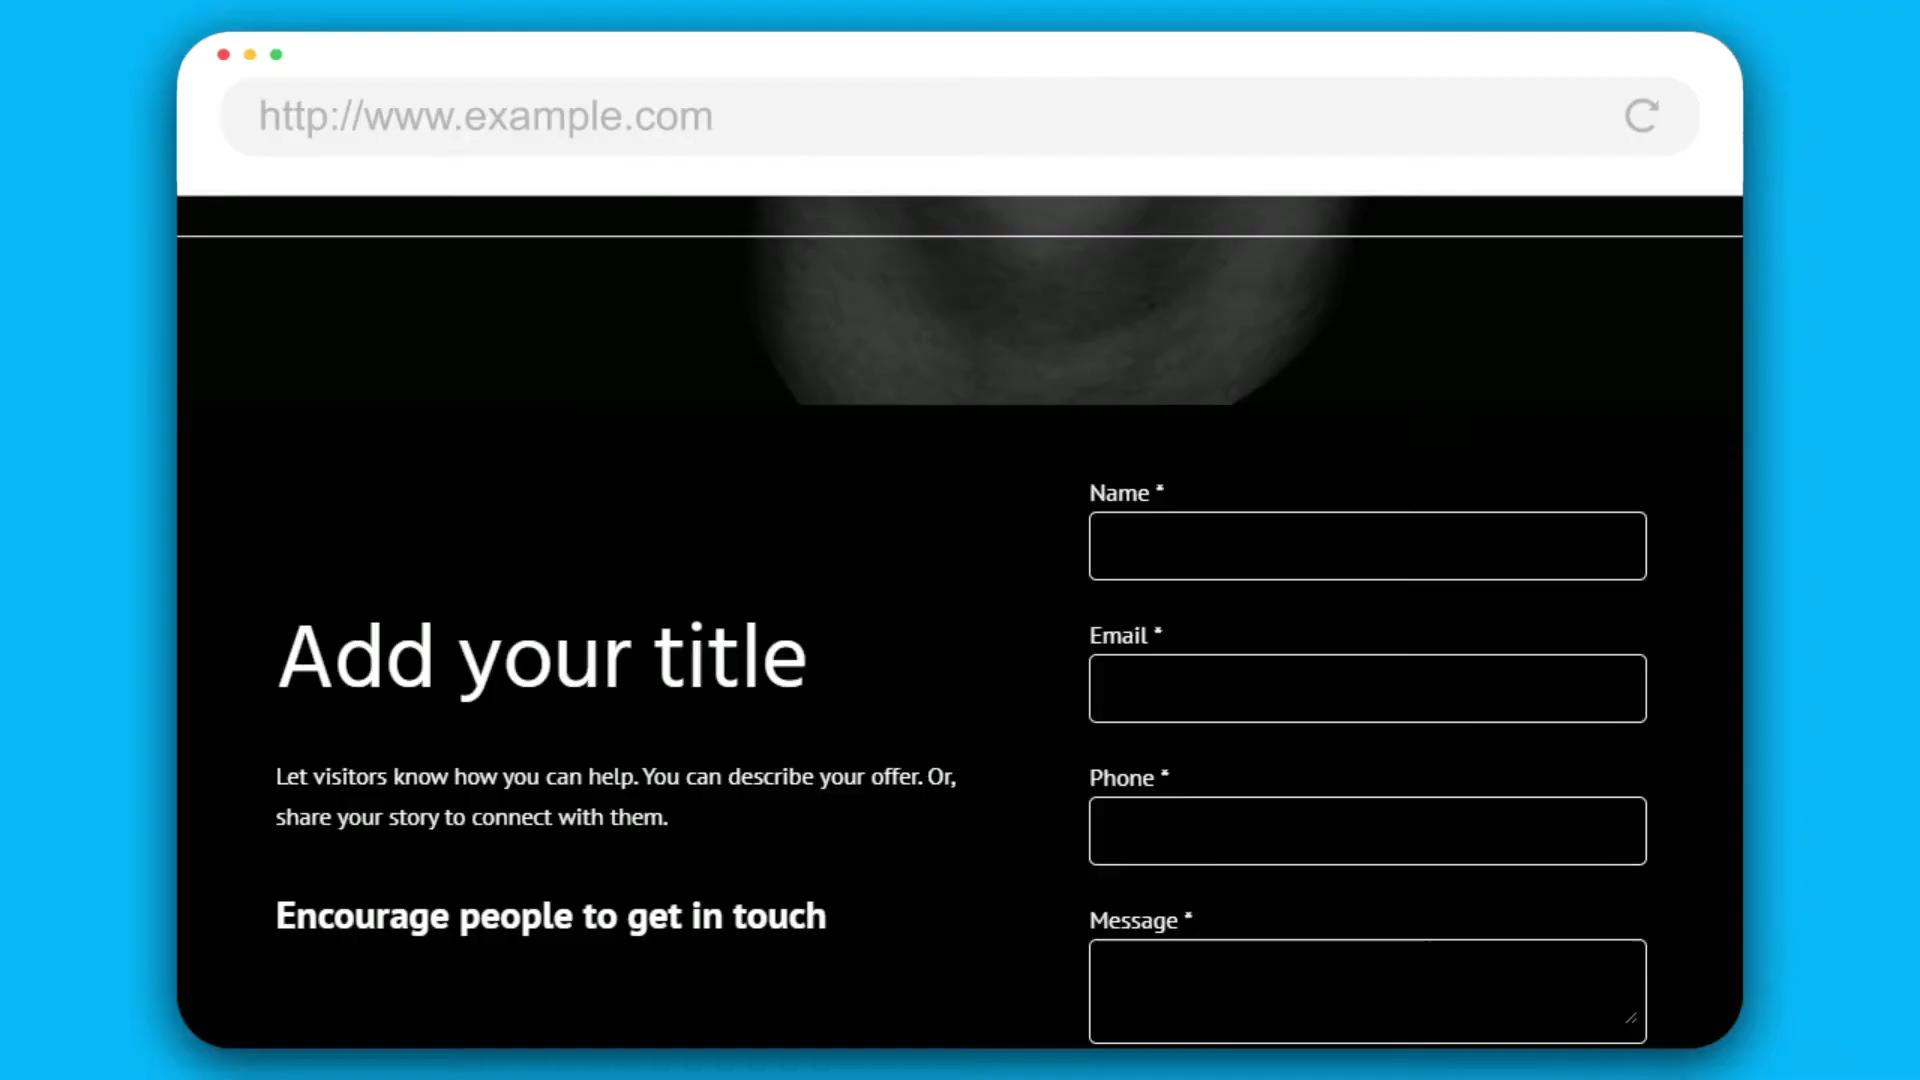 http://www.example.com
Add your title
Let visitors know how you can help. You can describe your offer. Or,
share your story to connect with them.
Encourage people to get in touch
Name *
Email *
Phone *
Message *